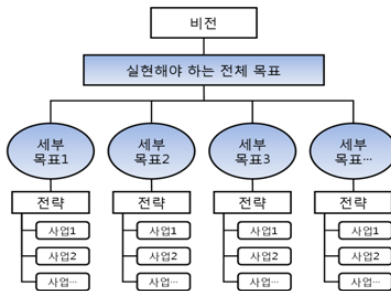 비전
실현해야 하는 전체 목표
세부
목표1
세부
목표2
세부
목표3
세부
목표…
전략
전략
전략
전략
사업1
사업1
사업1
사업1
사업2
사업2
사업2
사업2
사업…
사업…
사업…
사업…